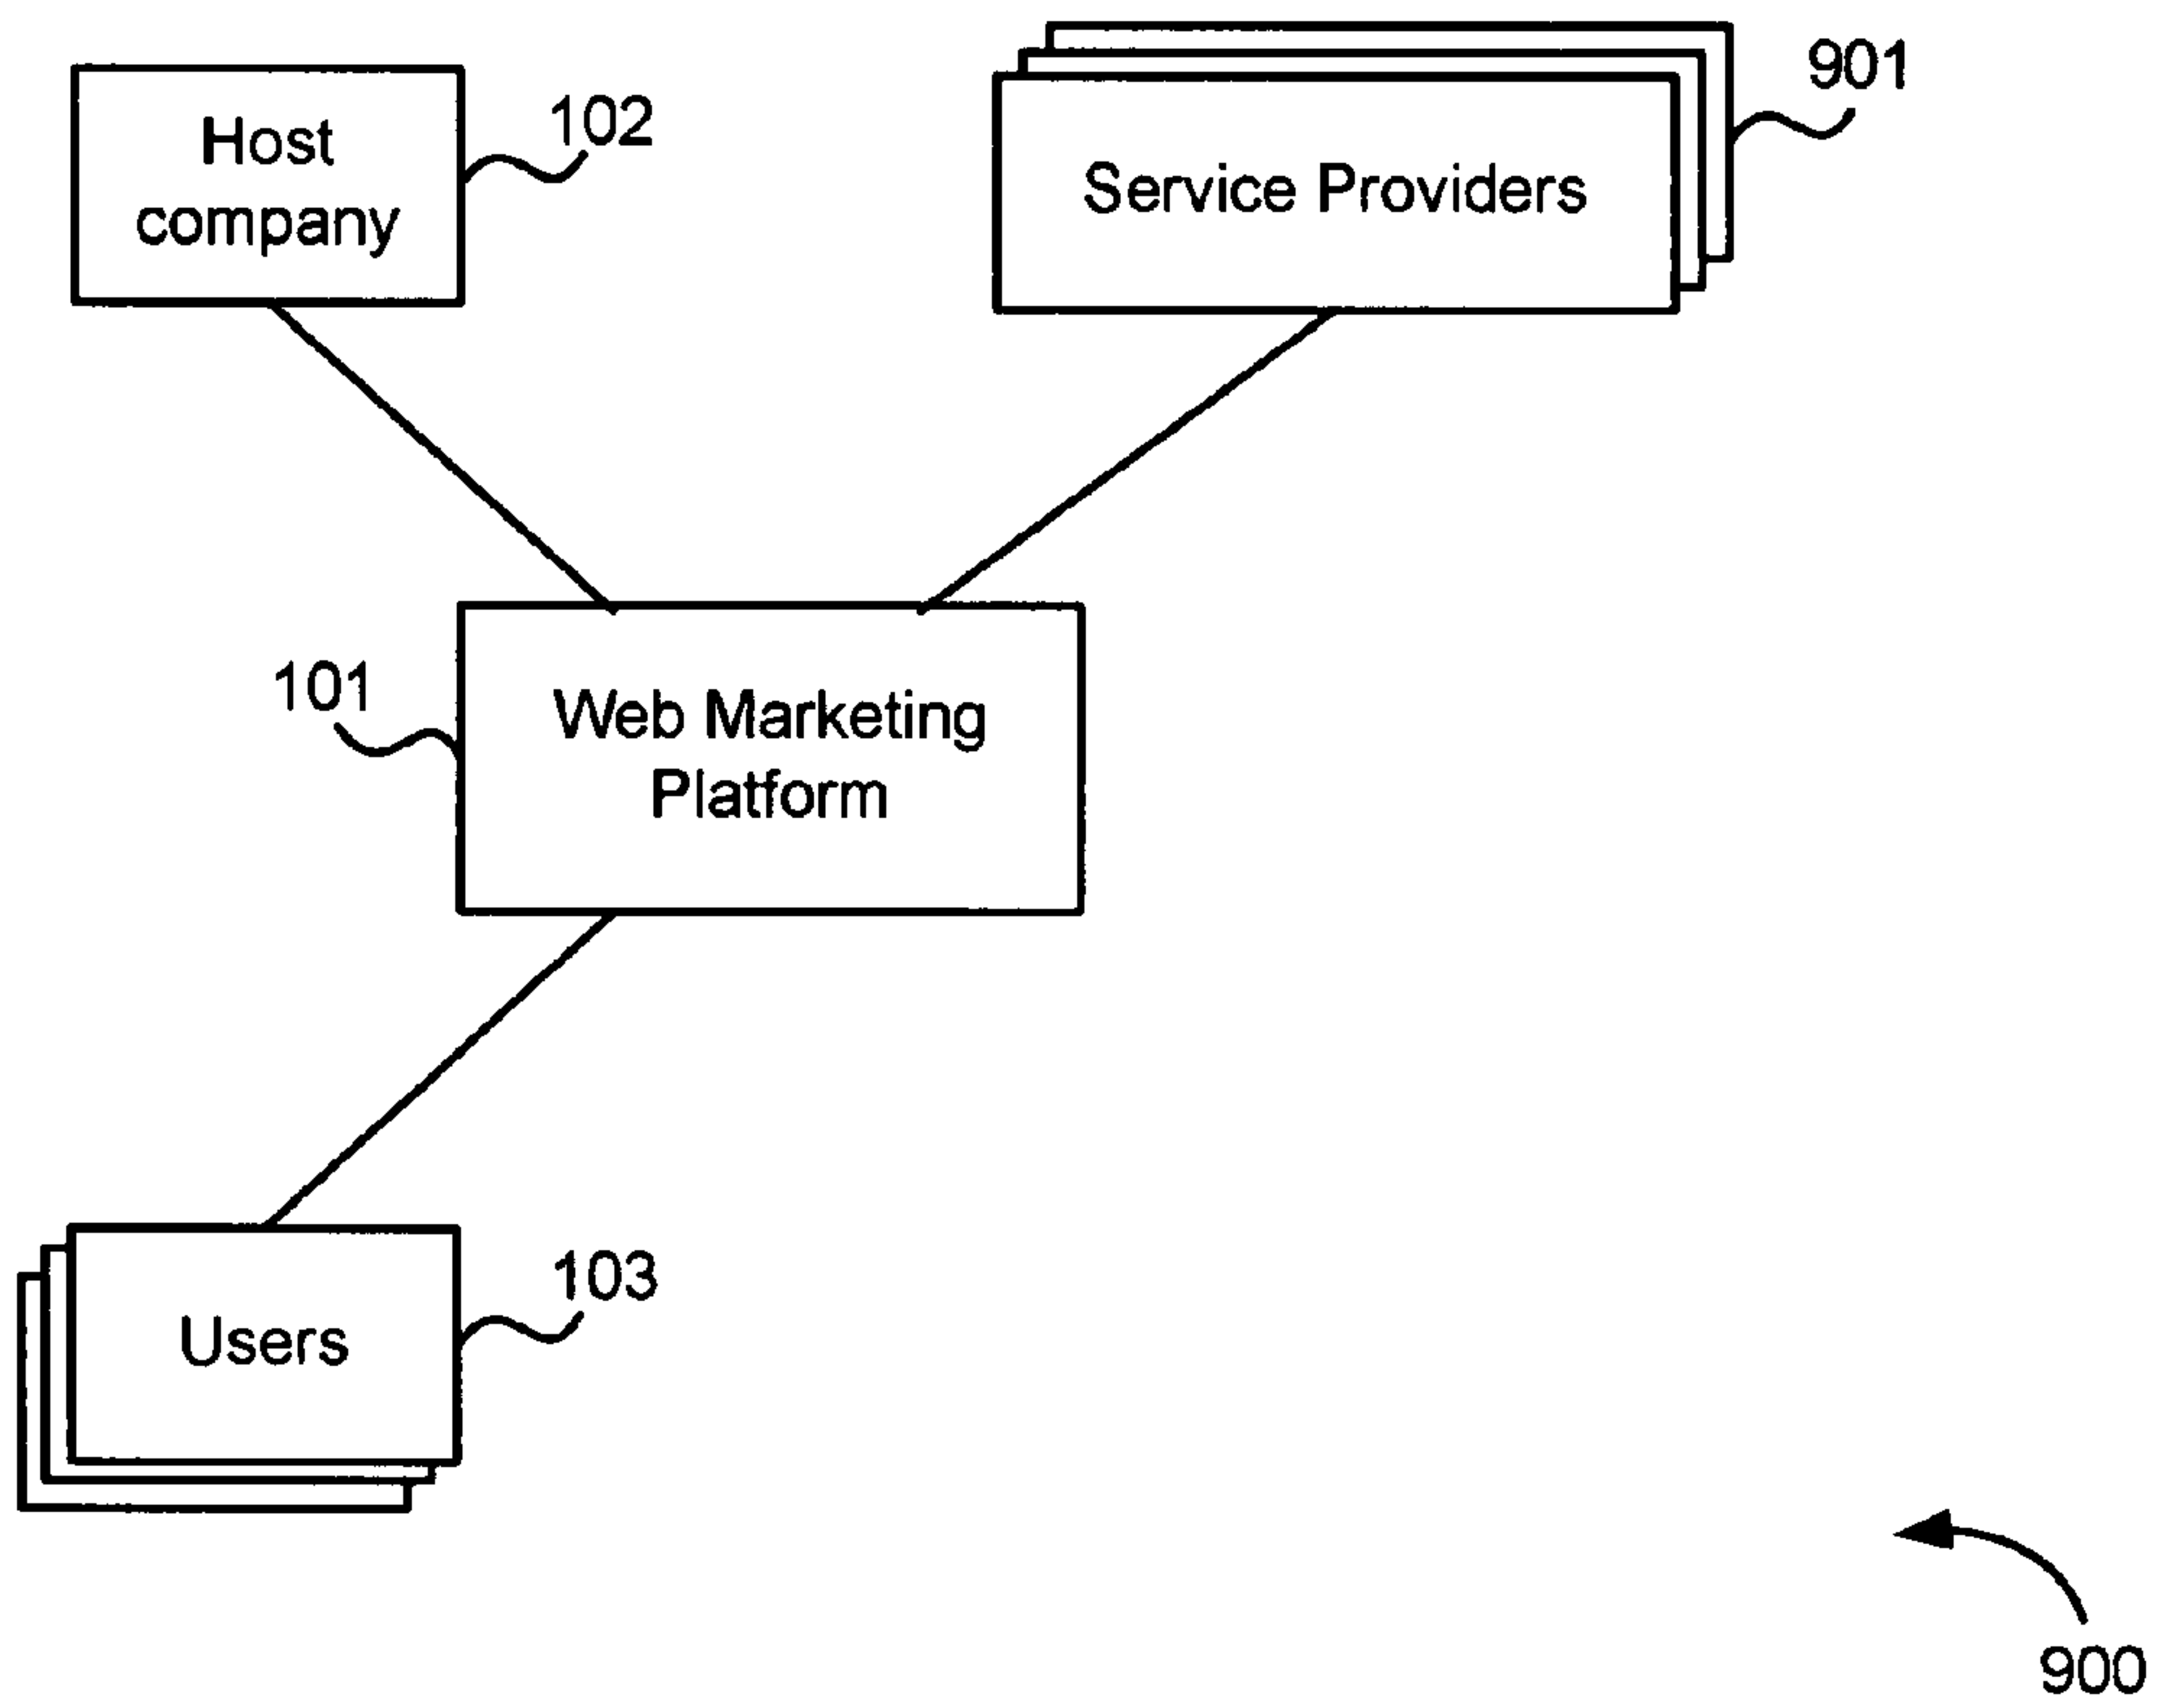 Host
company
102
Service Providers
901
101
Web Marketing
Platform
Users
103
900